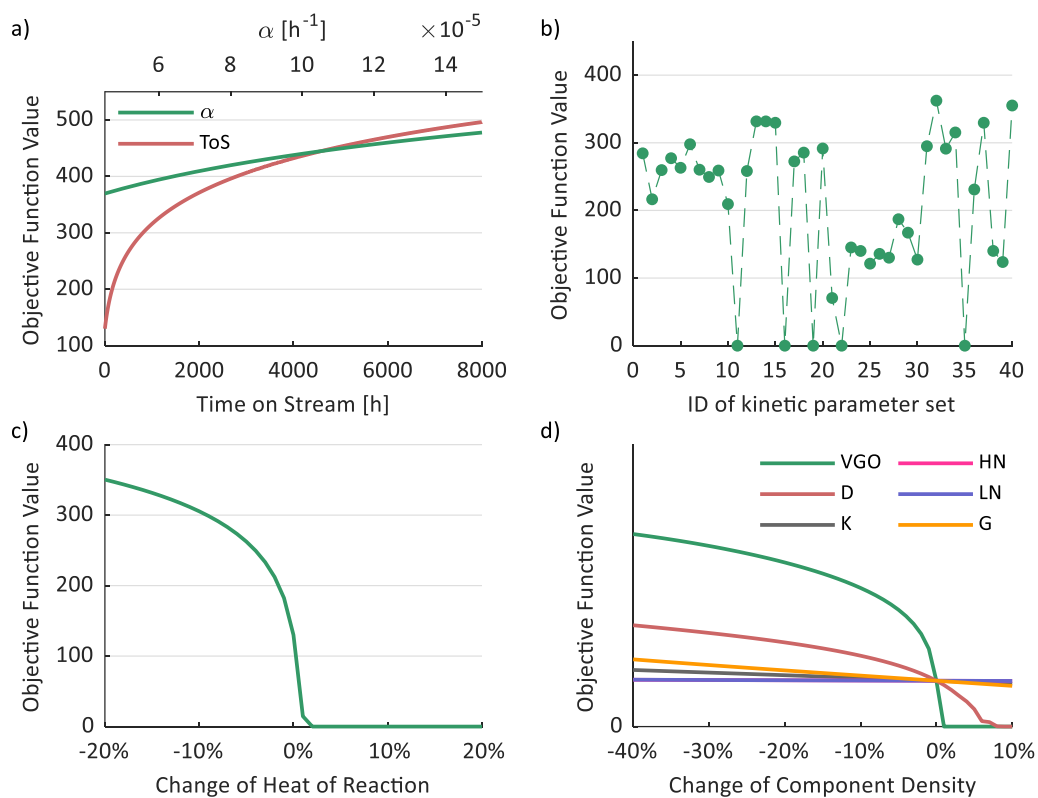 a)
α [h⁻¹]
×10⁻⁵
6 8 10 12 14
Objective Function Value
500
400
300
200
100
α
ToS
0 2000 4000 6000 8000
Time on Stream [h]
b)
Objective Function Value
400
300
200
100
0
0 5 10 15 20 25 30 35 40
ID of kinetic parameter set
c)
Objective Function Value
400
300
200
100
0
-20% -10% 0% 10% 20%
Change of Heat of Reaction
d)
Objective Function Value
0
VGO HN
D LN
K G
-40% -30% -20% -10% 0% 10%
Change of Component Density